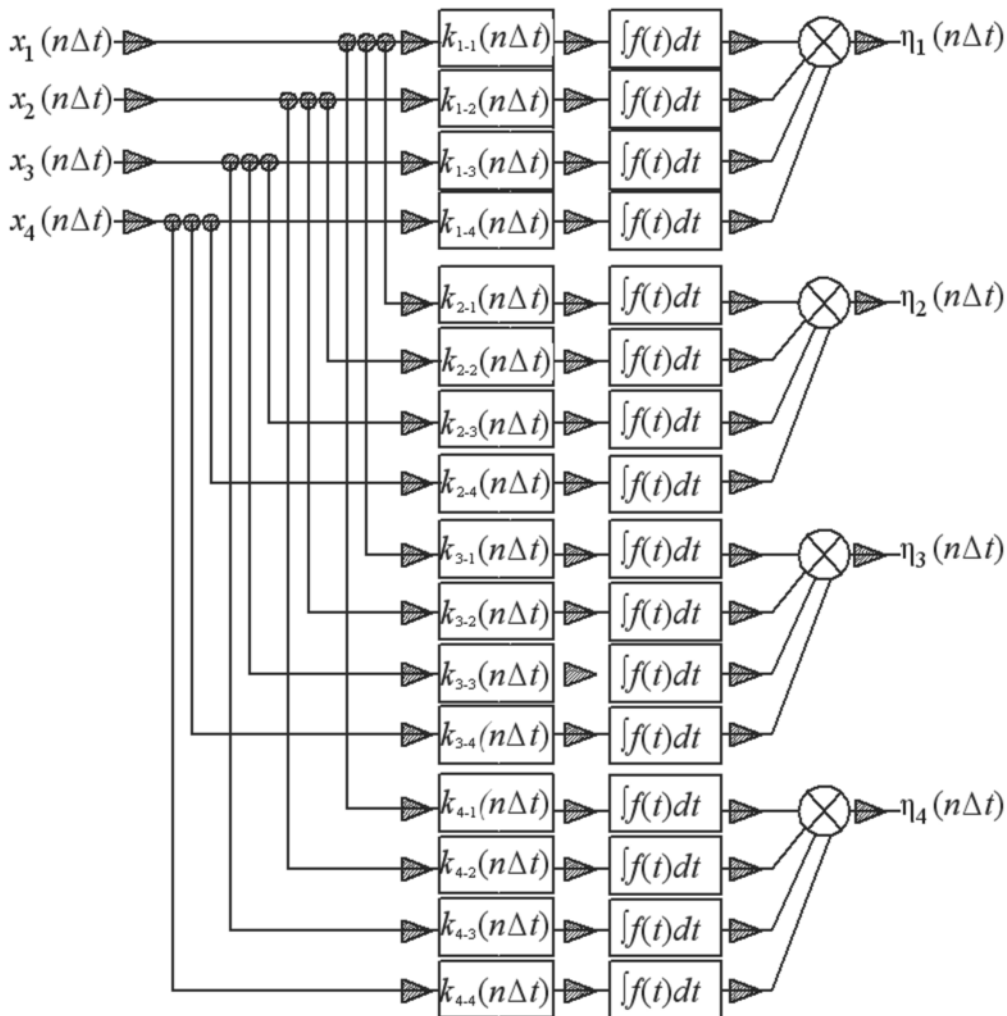 x₁(nΔt) k₁₋₁(nΔt) ∫f(t)dt η₁(nΔt)
x₂(nΔt) k₁₋₂(nΔt) ∫f(t)dt
x₃(nΔt) k₁₋₃(nΔt) ∫f(t)dt
x₄(nΔt) k₁₋₄(nΔt) ∫f(t)dt
k₂₋₁(nΔt) ∫f(t)dt η₂(nΔt)
k₂₋₂(nΔt) ∫f(t)dt
k₂₋₃(nΔt) ∫f(t)dt
k₂₋₄(nΔt) ∫f(t)dt
k₃₋₁(nΔt) ∫f(t)dt η₃(nΔt)
k₃₋₂(nΔt) ∫f(t)dt
k₃₋₃(nΔt) ∫f(t)dt
k₃₋₄(nΔt) ∫f(t)dt
k₄₋₁(nΔt) ∫f(t)dt η₄(nΔt)
k₄₋₂(nΔt) ∫f(t)dt
k₄₋₃(nΔt) ∫f(t)dt
k₄₋₄(nΔt) ∫f(t)dt